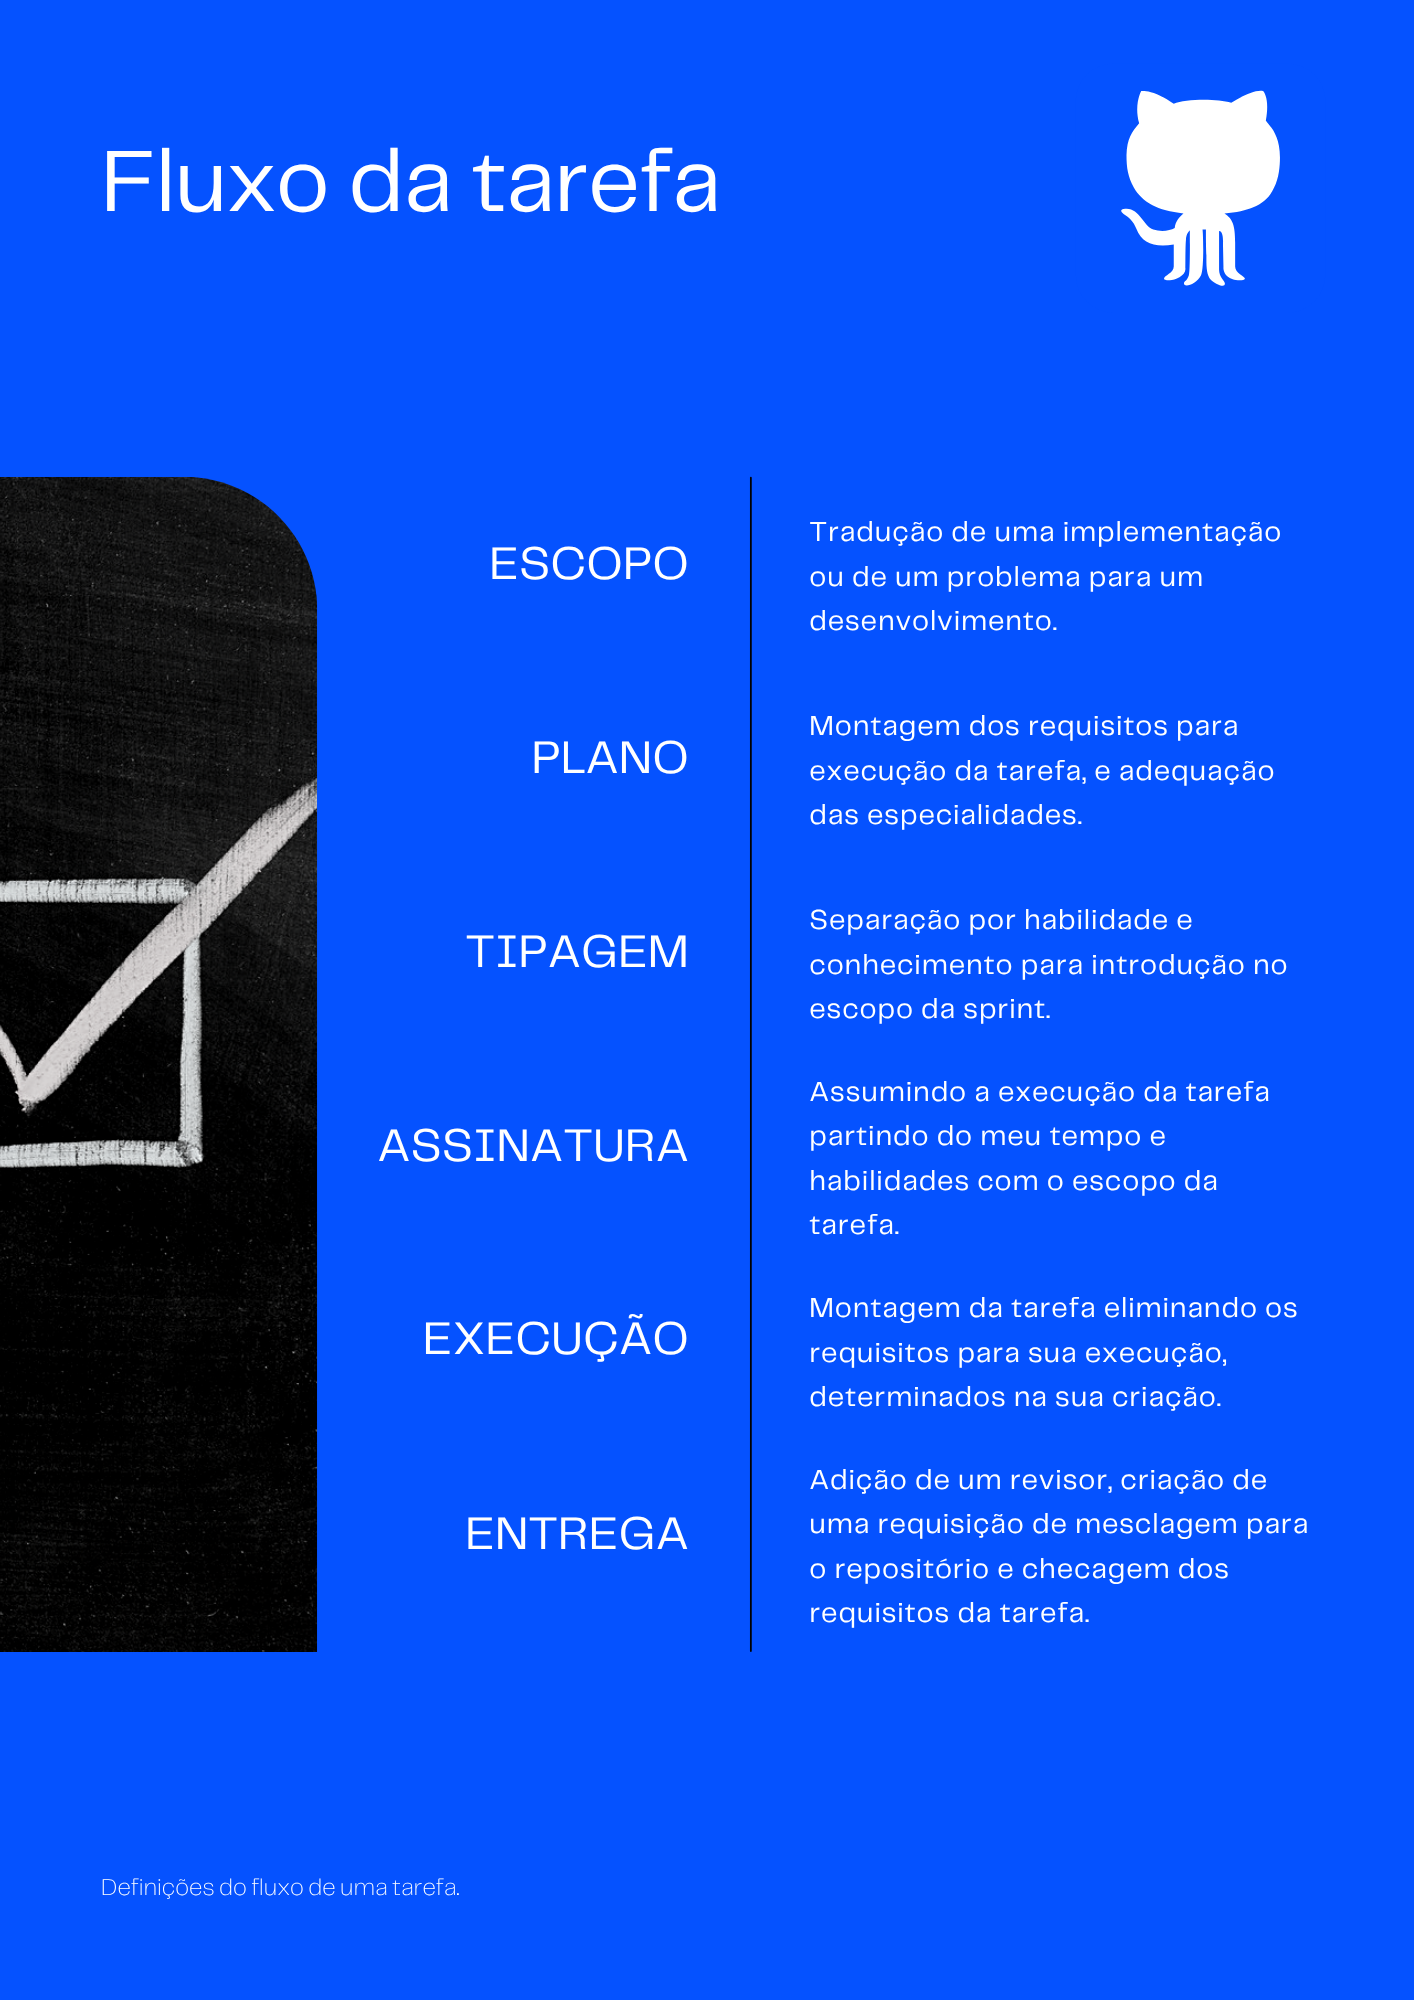 Fluxo da tarefa
ESCOPO
Tradução de uma implementação
ou de um problema para um
desenvolvimento.
PLANO
Montagem dos requisitos para
execução da tarefa, e adequação
das especialidades.
TIPAGEM
Separação por habilidade e
conhecimento para introdução no
escopo da sprint.
ASSINATURA
Assumindo a execução da tarefa
partindo do meu tempo e
habilidades com o escopo da
tarefa.
EXECUÇÃO
Montagem da tarefa eliminando os
requisitos para sua execução,
determinados na sua criação.
ENTREGA
Adição de um revisor, criação de
uma requisição de mesclagem para
o repositório e checagem dos
requisitos da tarefa.
Definições do fluxo de uma tarefa.